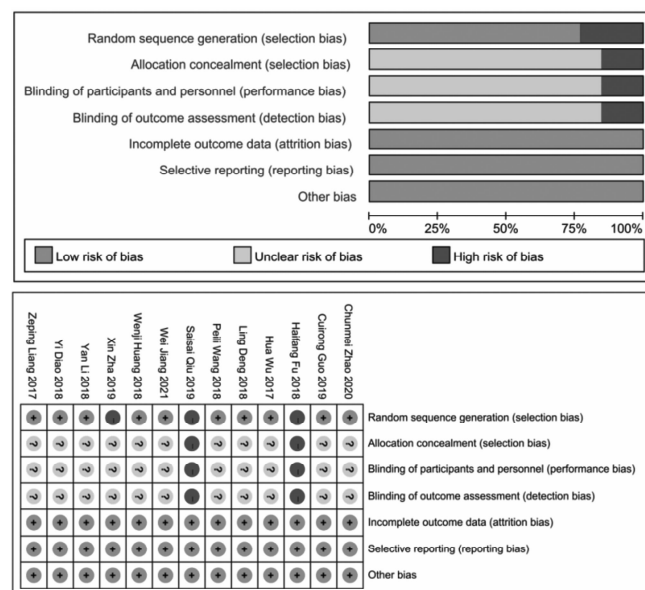 Random sequence generation (selection bias)
Allocation concealment (selection bias)
Blinding of participants and personnel (performance bias)
Blinding of outcome assessment (detection bias)
Incomplete outcome data (attrition bias)
Selective reporting (reporting bias)
Other bias
0% 25% 50% 75% 100%
Low risk of bias Unclear risk of bias High risk of bias
Zeping Liang 2017
Yi Diao 2018
Yan Li 2018
Xin Zha 2019
Wenji Huang 2018
Wei Jiang 2021
Saisai Qiu 2019
Peili Wang 2018
Ling Deng 2018
Hua Wu 2017
Haifang Fu 2018
Cuirong Guo 2019
Chunmei Zhao 2020
+ + + - + + - + + + - + + Random sequence generation (selection bias)
? ? ? ? ? ? - ? ? ? - ? ? Allocation concealment (selection bias)
? ? ? ? ? ? - ? ? ? - ? ? Blinding of participants and personnel (performance bias)
? ? ? ? ? ? - ? ? ? - ? ? Blinding of outcome assessment (detection bias)
+ + + + + + + + + + + + + Incomplete outcome data (attrition bias)
+ + + + + + + + + + + + + Selective reporting (reporting bias)
+ + + + + + + + + + + + + Other bias